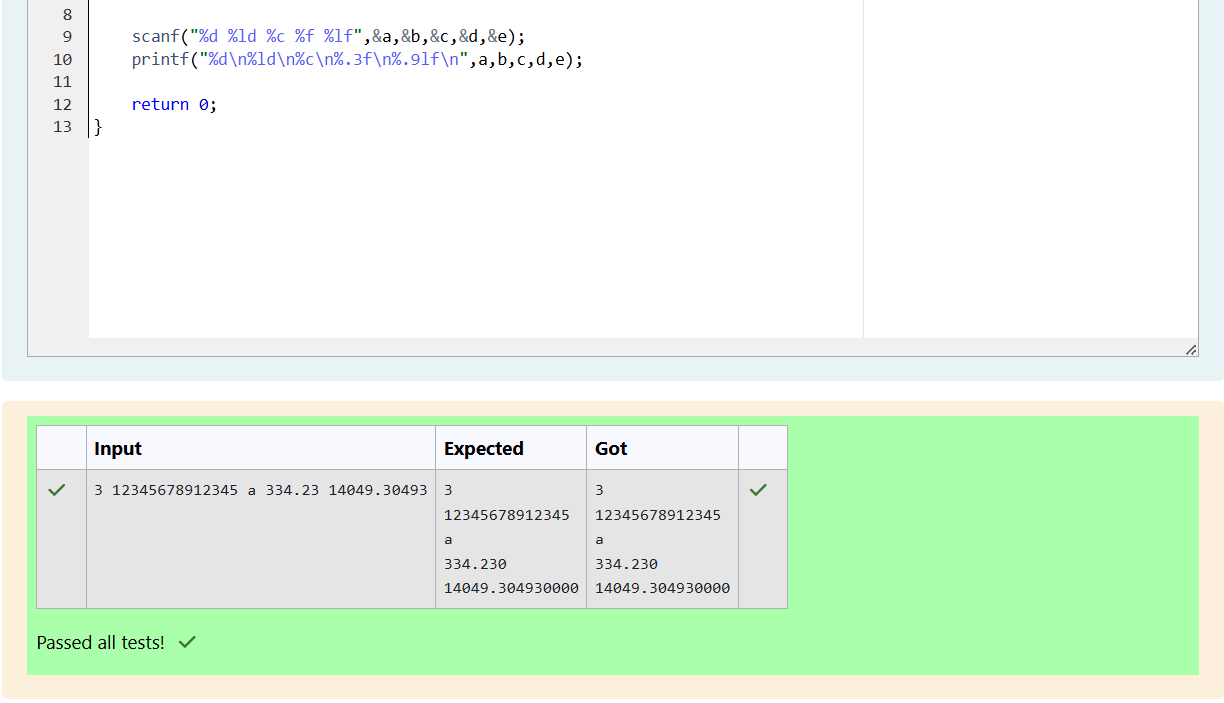 8
9 scanf("%d %ld %c %f %lf",&a,&b,&c,&d,&e);
10 printf("%d\n%ld\n%c\n%.3f\n%.9lf\n",a,b,c,d,e);
11
12 return 0;
13 }
Input Expected Got
3 12345678912345 a 334.23 14049.30493 3 3
12345678912345 12345678912345
a a
334.230 334.230
14049.304930000 14049.304930000
Passed all tests!